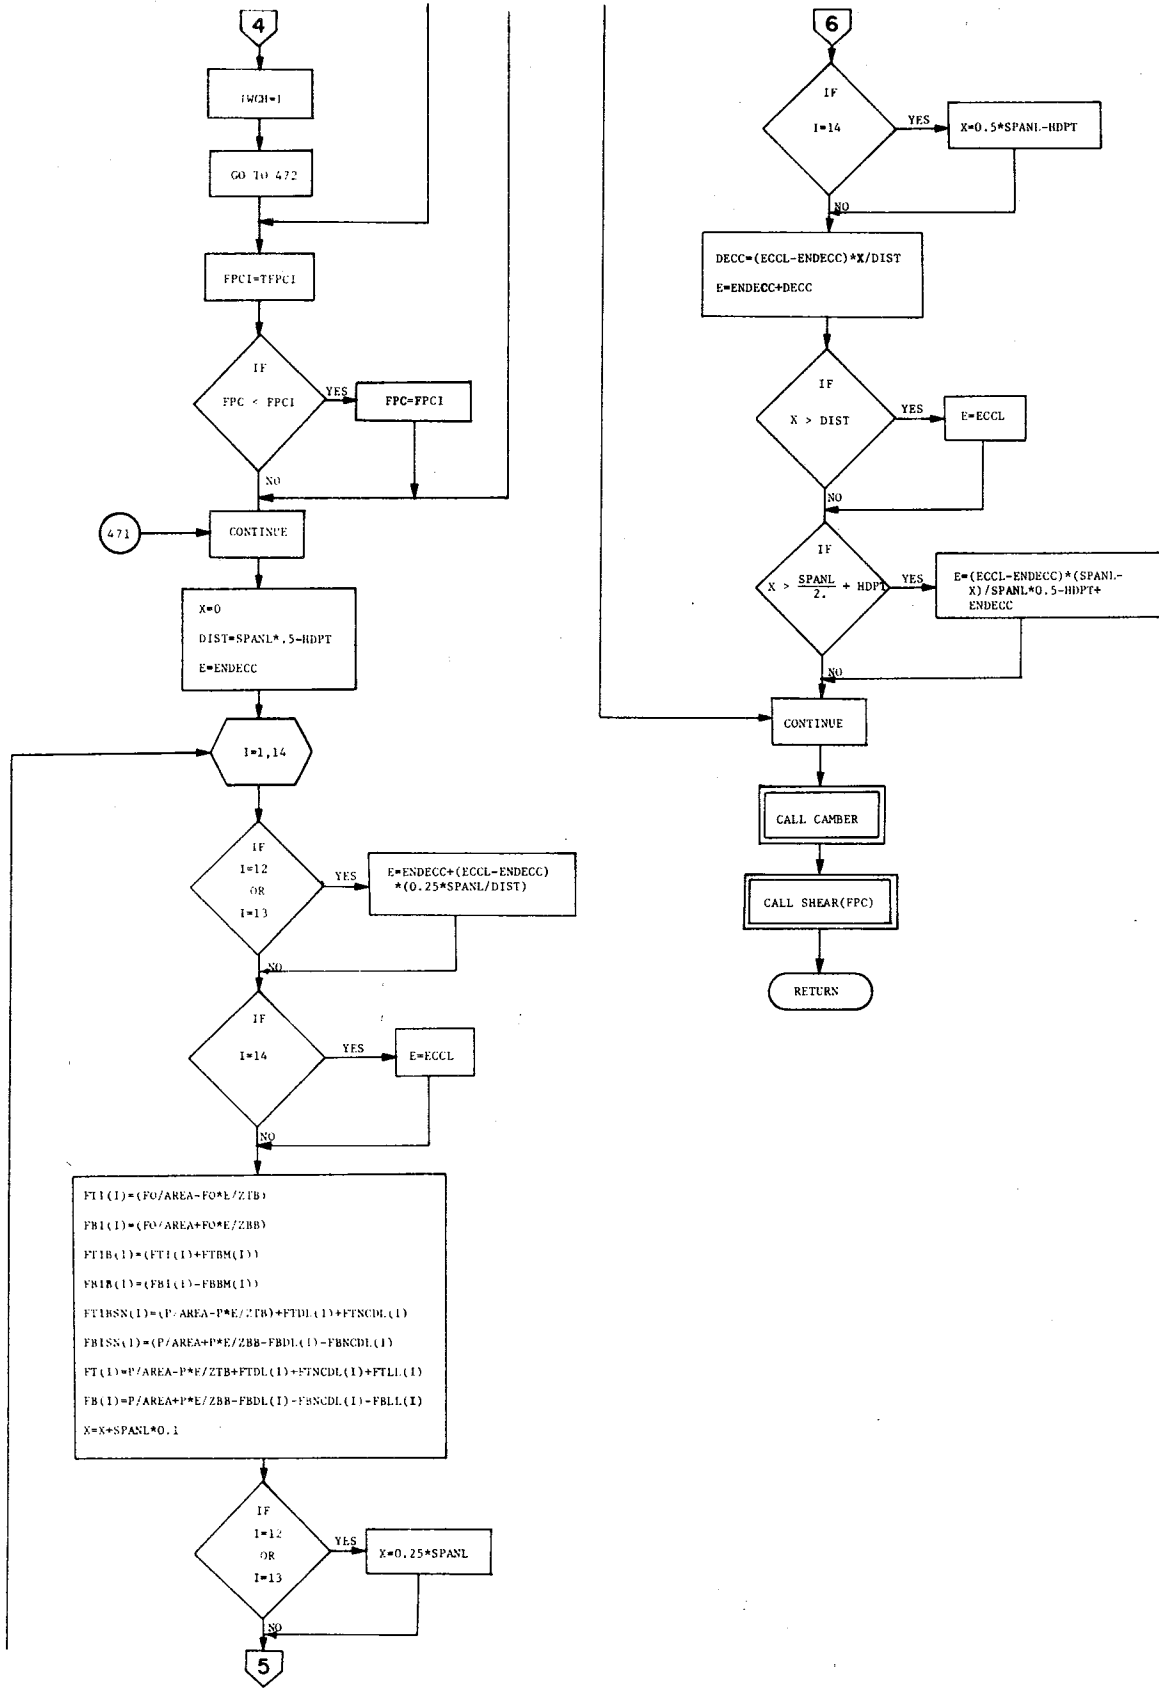 4
IWCH=1
GO TO 472
FPCI=TFPCI
IF
FPC < FPCI
YES
FPC=FPCI
NO
471
CONTINUE
X=0
DIST=SPANL*.5-HDPT
E=ENDECC
I=1,14
IF
I=12
OR
I=13
YES
E=ENDECC+(ECCL-ENDECC)
*(0.25*SPANL/DIST)
NO
IF
I=14
YES
E=ECCL
NO
FTI(I)=(FO/AREA-FO*E/ZTB)
FBI(I)=(FO/AREA+FO*E/ZBB)
FTIB(I)=(FTI(I)+FTBM(I))
FBIB(I)=(FBI(I)-FBBM(I))
FTIBSN(I)=(P/AREA-P*E/ZTB)+FTDL(I)+FTNCDL(I)
FBISN(I)=(P/AREA+P*E/ZBB-FBDL(I)-FBNCDL(I)
FT(I)=P/AREA-P*E/ZTB+FTDL(I)+FTNCDL(I)+FTLL(I)
FB(I)=P/AREA+P*E/ZBB-FBDL(I)-FBNCDL(I)-FBLL(I)
X=X+SPANL*0.1
IF
I=12
OR
I=13
YES
X=0.25*SPANL
NO
5
6
IF
I=14
YES
X=0.5*SPANL-HDPT
NO
DECC=(ECCL-ENDECC)*X/DIST
E=ENDECC+DECC
IF
X > DIST
YES
E=ECCL
NO
IF
X > SPANL/2. + HDPT
YES
E=(ECCL-ENDECC)*(SPANL-
X)/SPANL*0.5-HDPT+
ENDECC
NO
CONTINUE
CALL CAMBER
CALL SHEAR(FPC)
RETURN